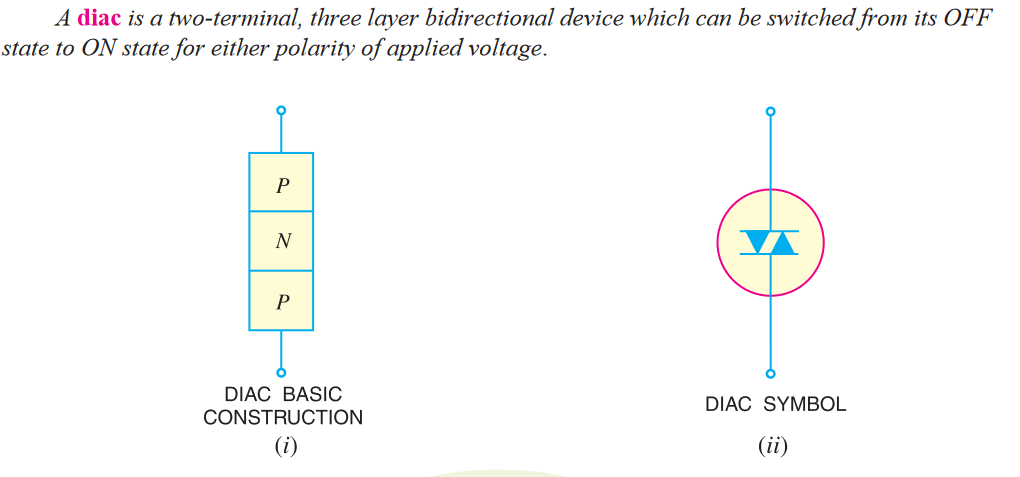 A diac is a two-terminal, three layer bidirectional device which can be switched from its OFF
state to ON state for either polarity of applied voltage.
P
N
P
DIAC BASIC
CONSTRUCTION
(i)
DIAC SYMBOL
(ii)